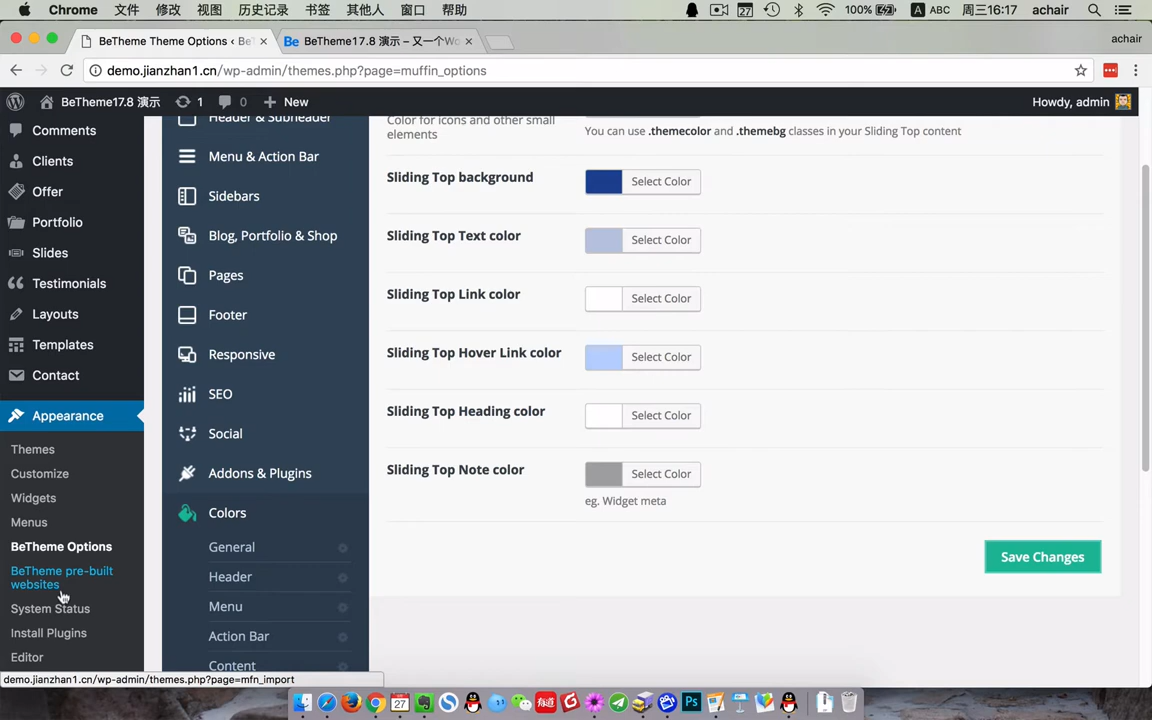 Chrome 文件 修改 视图 历史记录 书签 其他人 窗口 帮助 27 100% A ABC 周三16:17 achair
BeTheme Theme Options ‹ Be
Be BeTheme17.8 演示 – 又一个Wo
achair
demo.jianzhan1.cn/wp-admin/themes.php?page=muffin_options
BeTheme17.8 演示 1 0 New Howdy, admin
Comments
Clients
Offer
Portfolio
Slides
Testimonials
Layouts
Templates
Contact
Appearance
Themes
Customize
Widgets
Menus
BeTheme Options
BeTheme pre-built
websites
System Status
Install Plugins
Editor
Header & Subheader
Menu & Action Bar
Sidebars
Blog, Portfolio & Shop
Pages
Footer
Responsive
SEO
Social
Addons & Plugins
Colors
General
Header
Menu
Action Bar
Content
Color for icons and other small
elements
You can use .themecolor and .themebg classes in your Sliding Top content
Sliding Top background
Select Color
Sliding Top Text color
Select Color
Sliding Top Link color
Select Color
Sliding Top Hover Link color
Select Color
Sliding Top Heading color
Select Color
Sliding Top Note color
Select Color
eg. Widget meta
Save Changes
demo.jianzhan1.cn/wp-admin/themes.php?page=mfn_import
27
有道
Ps